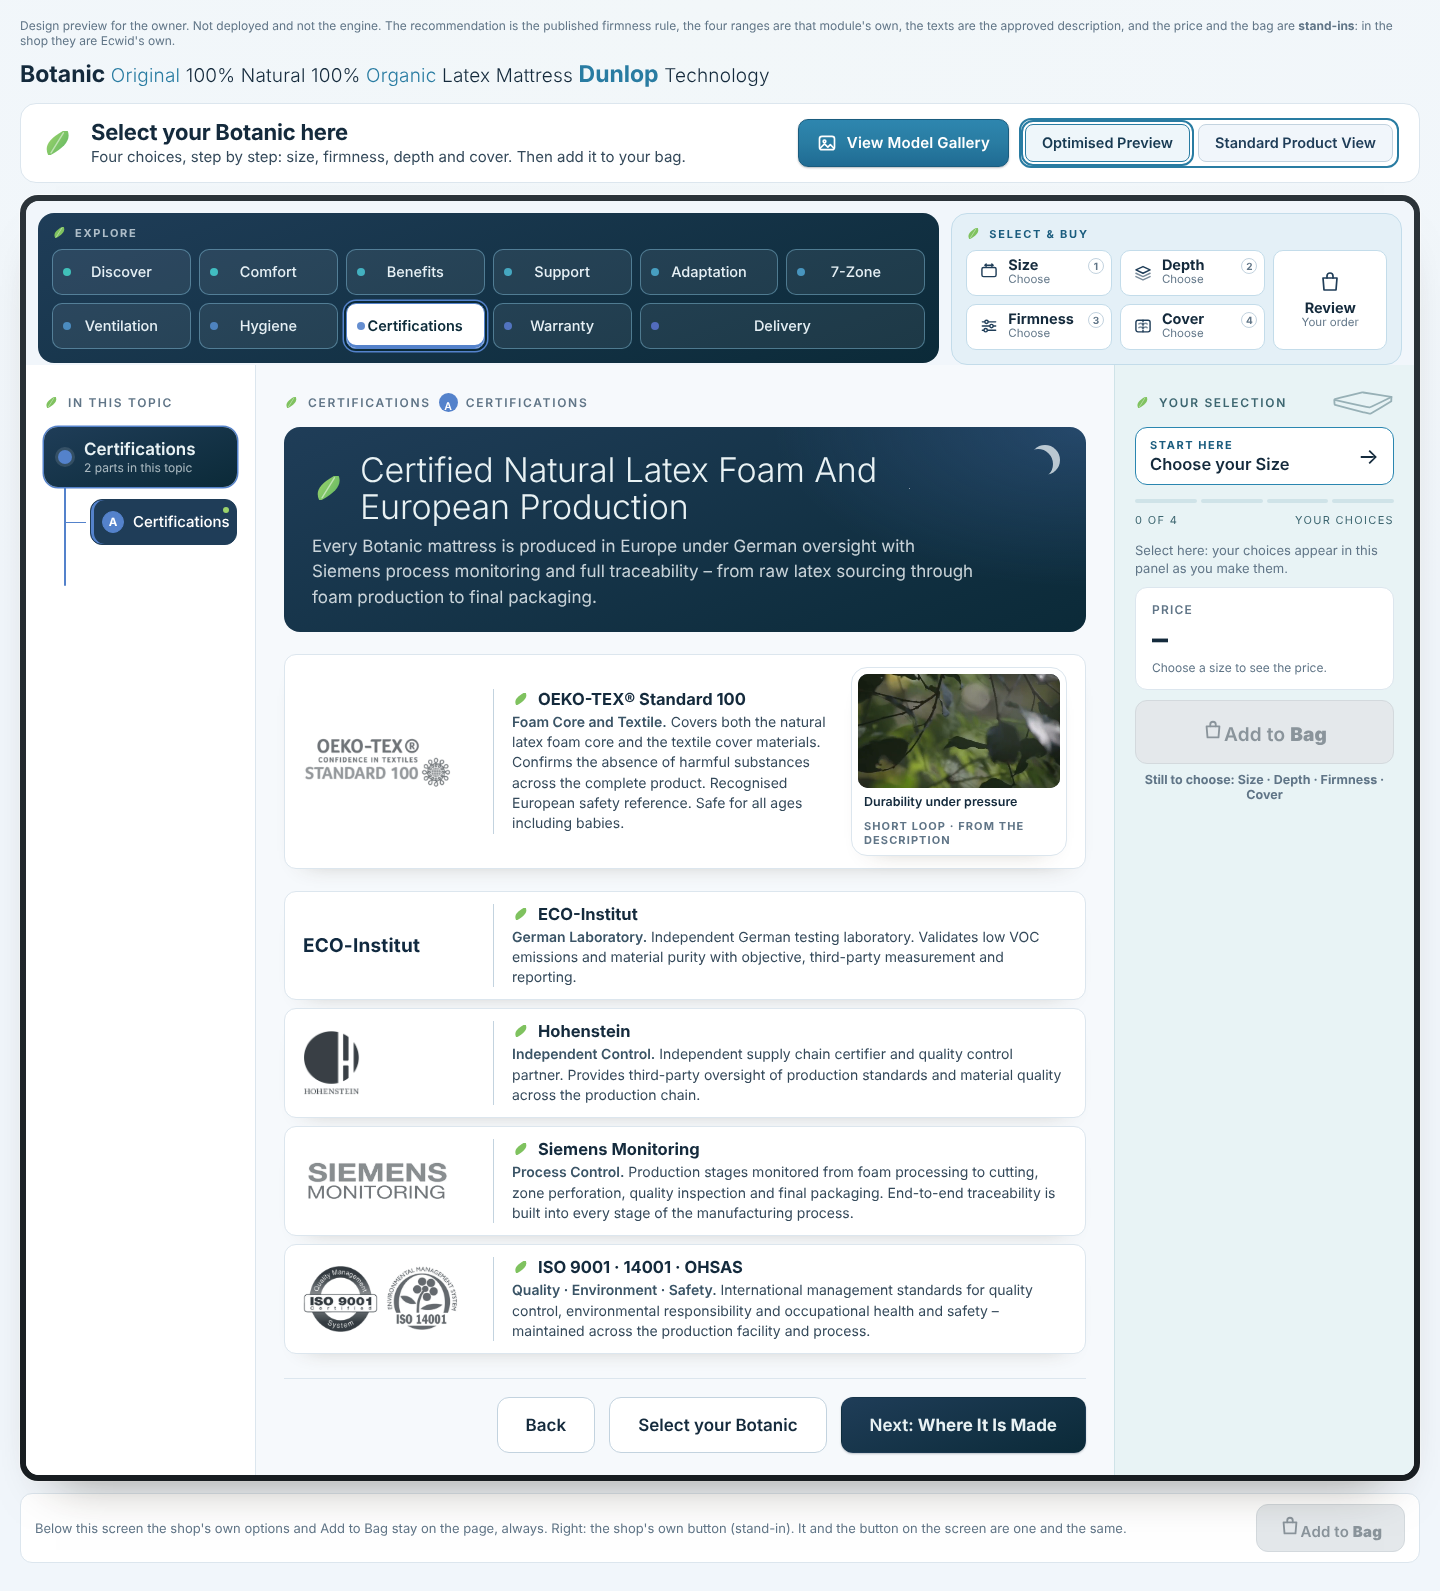 Design preview for the owner. Not deployed and not the engine. The recommendation is the published firmness rule, the four ranges are that module's own, the texts are the approved description, and the price and the bag are stand-ins: in the
shop they are Ecwid's own.
Botanic Original 100% Natural 100% Organic Latex Mattress Dunlop Technology
Select your Botanic here
Four choices, step by step: size, firmness, depth and cover. Then add it to your bag.
View Model Gallery
Optimised Preview
Standard Product View
EXPLORE
Discover
Comfort
Benefits
Support
Adaptation
7-Zone
Ventilation
Hygiene
Certifications
Warranty
Delivery
SELECT & BUY
Size
Choose
1
Depth
Choose
2
Firmness
Choose
3
Cover
Choose
4
Review
Your order
IN THIS TOPIC
Certifications
2 parts in this topic
A Certifications
CERTIFICATIONS A CERTIFICATIONS
Certified Natural Latex Foam And
European Production
Every Botanic mattress is produced in Europe under German oversight with
Siemens process monitoring and full traceability – from raw latex sourcing through
foam production to final packaging.
OEKO-TEX®
CONFIDENCE IN TEXTILES
STANDARD 100
OEKO-TEX® Standard 100
Foam Core and Textile. Covers both the natural
latex foam core and the textile cover materials.
Confirms the absence of harmful substances
across the complete product. Recognised
European safety reference. Safe for all ages
including babies.
Durability under pressure
SHORT LOOP · FROM THE
DESCRIPTION
ECO-Institut
ECO-Institut
German Laboratory. Independent German testing laboratory. Validates low VOC
emissions and material purity with objective, third-party measurement and
reporting.
HOHENSTEIN
Hohenstein
Independent Control. Independent supply chain certifier and quality control
partner. Provides third-party oversight of production standards and material quality
across the production chain.
SIEMENS
MONITORING
Siemens Monitoring
Process Control. Production stages monitored from foam processing to cutting,
zone perforation, quality inspection and final packaging. End-to-end traceability is
built into every stage of the manufacturing process.
Quality Management
ISO 9001
Certified
System
ENVIRONMENTAL MANAGEMENT SYSTEM
ISO 14001
ISO 9001 · 14001 · OHSAS
Quality · Environment · Safety. International management standards for quality
control, environmental responsibility and occupational health and safety –
maintained across the production facility and process.
Back
Select your Botanic
Next: Where It Is Made
YOUR SELECTION
START HERE
Choose your Size
0 OF 4
YOUR CHOICES
Select here: your choices appear in this
panel as you make them.
PRICE
–
Choose a size to see the price.
Add to Bag
Still to choose: Size · Depth · Firmness ·
Cover
Below this screen the shop's own options and Add to Bag stay on the page, always. Right: the shop's own button (stand-in). It and the button on the screen are one and the same.
Add to Bag